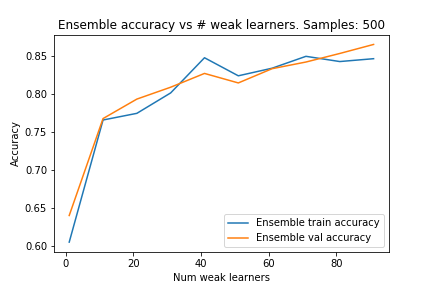 Ensemble accuracy vs # weak learners. Samples: 500
Accuracy
0.85
0.80
0.75
0.70
0.65
0.60
0 20 40 60 80
Num weak learners
Ensemble train accuracy
Ensemble val accuracy